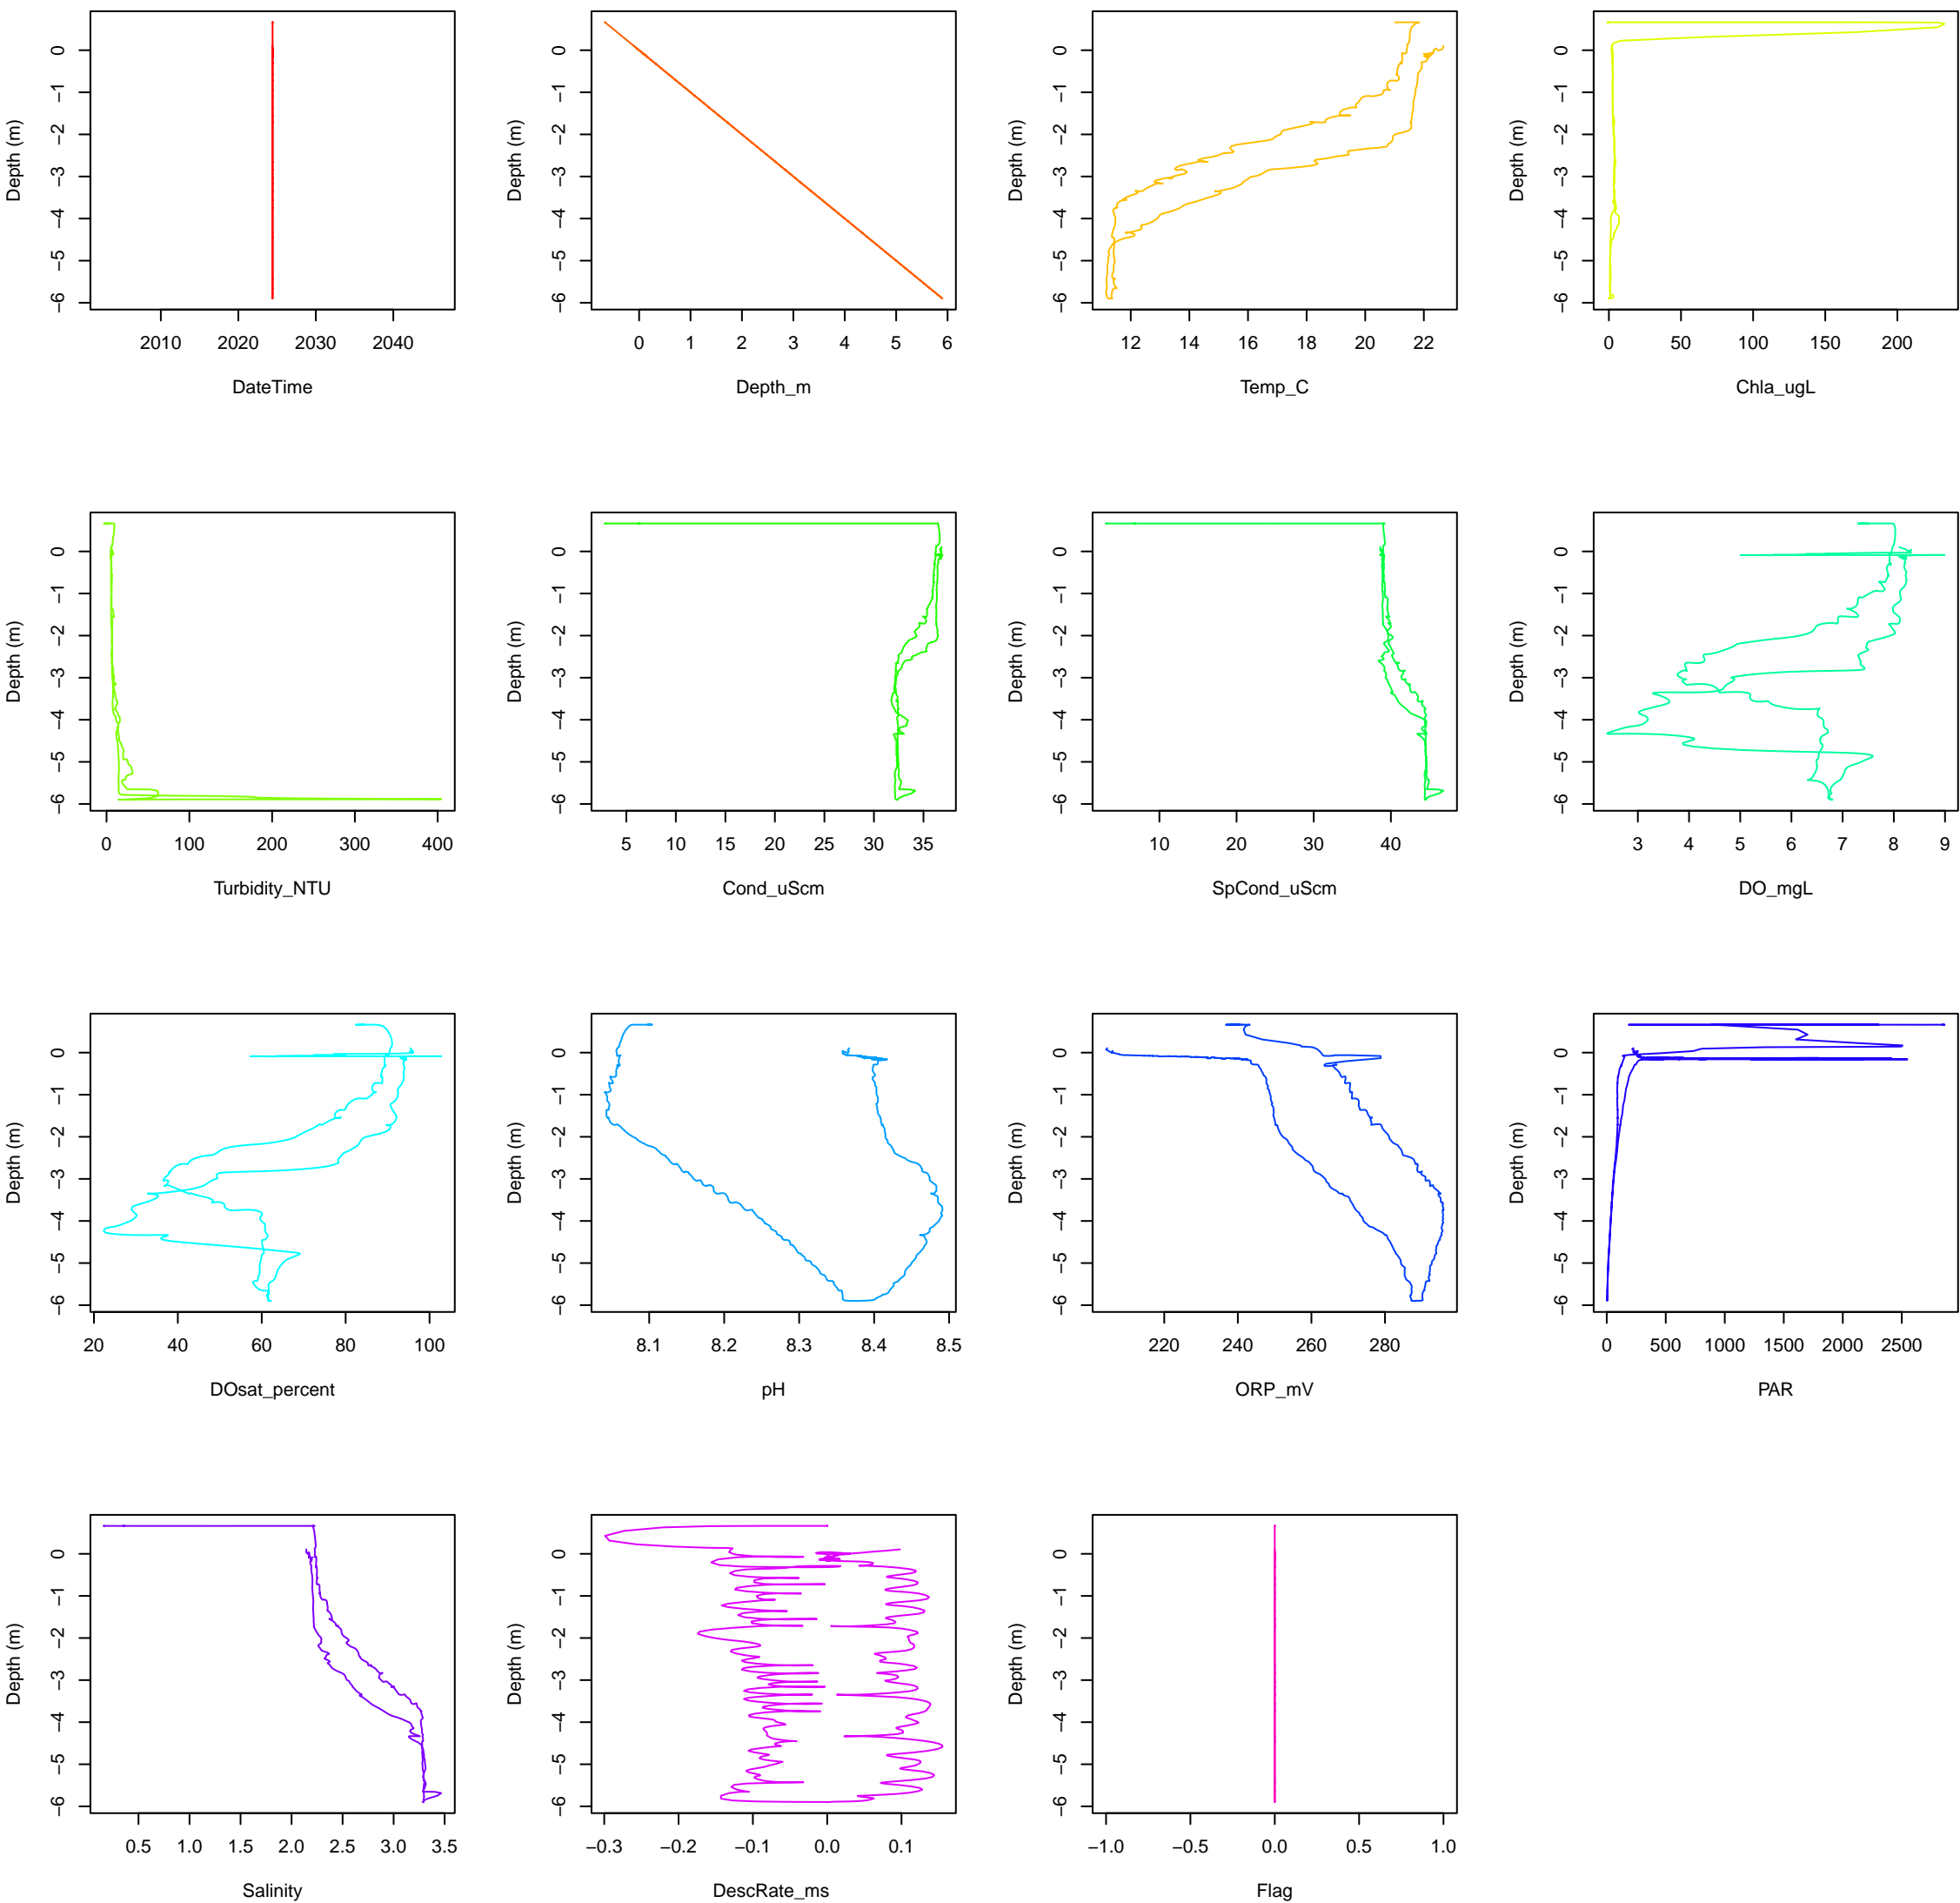 Depth (m)
0 −1 −2 −3 −4 −5 −6
2010 2020 2030 2040
DateTime
Depth (m)
0 −1 −2 −3 −4 −5 −6
0 1 2 3 4 5 6
Depth_m
Depth (m)
0 −1 −2 −3 −4 −5 −6
12 14 16 18 20 22
Temp_C
Depth (m)
0 −1 −2 −3 −4 −5 −6
0 50 100 150 200
Chla_ugL
Depth (m)
0 −1 −2 −3 −4 −5 −6
0 100 200 300 400
Turbidity_NTU
Depth (m)
0 −1 −2 −3 −4 −5 −6
5 10 15 20 25 30 35
Cond_uScm
Depth (m)
0 −1 −2 −3 −4 −5 −6
10 20 30 40
SpCond_uScm
Depth (m)
0 −1 −2 −3 −4 −5 −6
3 4 5 6 7 8 9
DO_mgL
Depth (m)
0 −1 −2 −3 −4 −5 −6
20 40 60 80 100
DOsat_percent
Depth (m)
0 −1 −2 −3 −4 −5 −6
8.1 8.2 8.3 8.4 8.5
pH
Depth (m)
0 −1 −2 −3 −4 −5 −6
220 240 260 280
ORP_mV
Depth (m)
0 −1 −2 −3 −4 −5 −6
0 500 1000 1500 2000 2500
PAR
Depth (m)
0 −1 −2 −3 −4 −5 −6
0.5 1.0 1.5 2.0 2.5 3.0 3.5
Salinity
Depth (m)
0 −1 −2 −3 −4 −5 −6
−0.3 −0.2 −0.1 0.0 0.1
DescRate_ms
Depth (m)
0 −1 −2 −3 −4 −5 −6
−1.0 −0.5 0.0 0.5 1.0
Flag